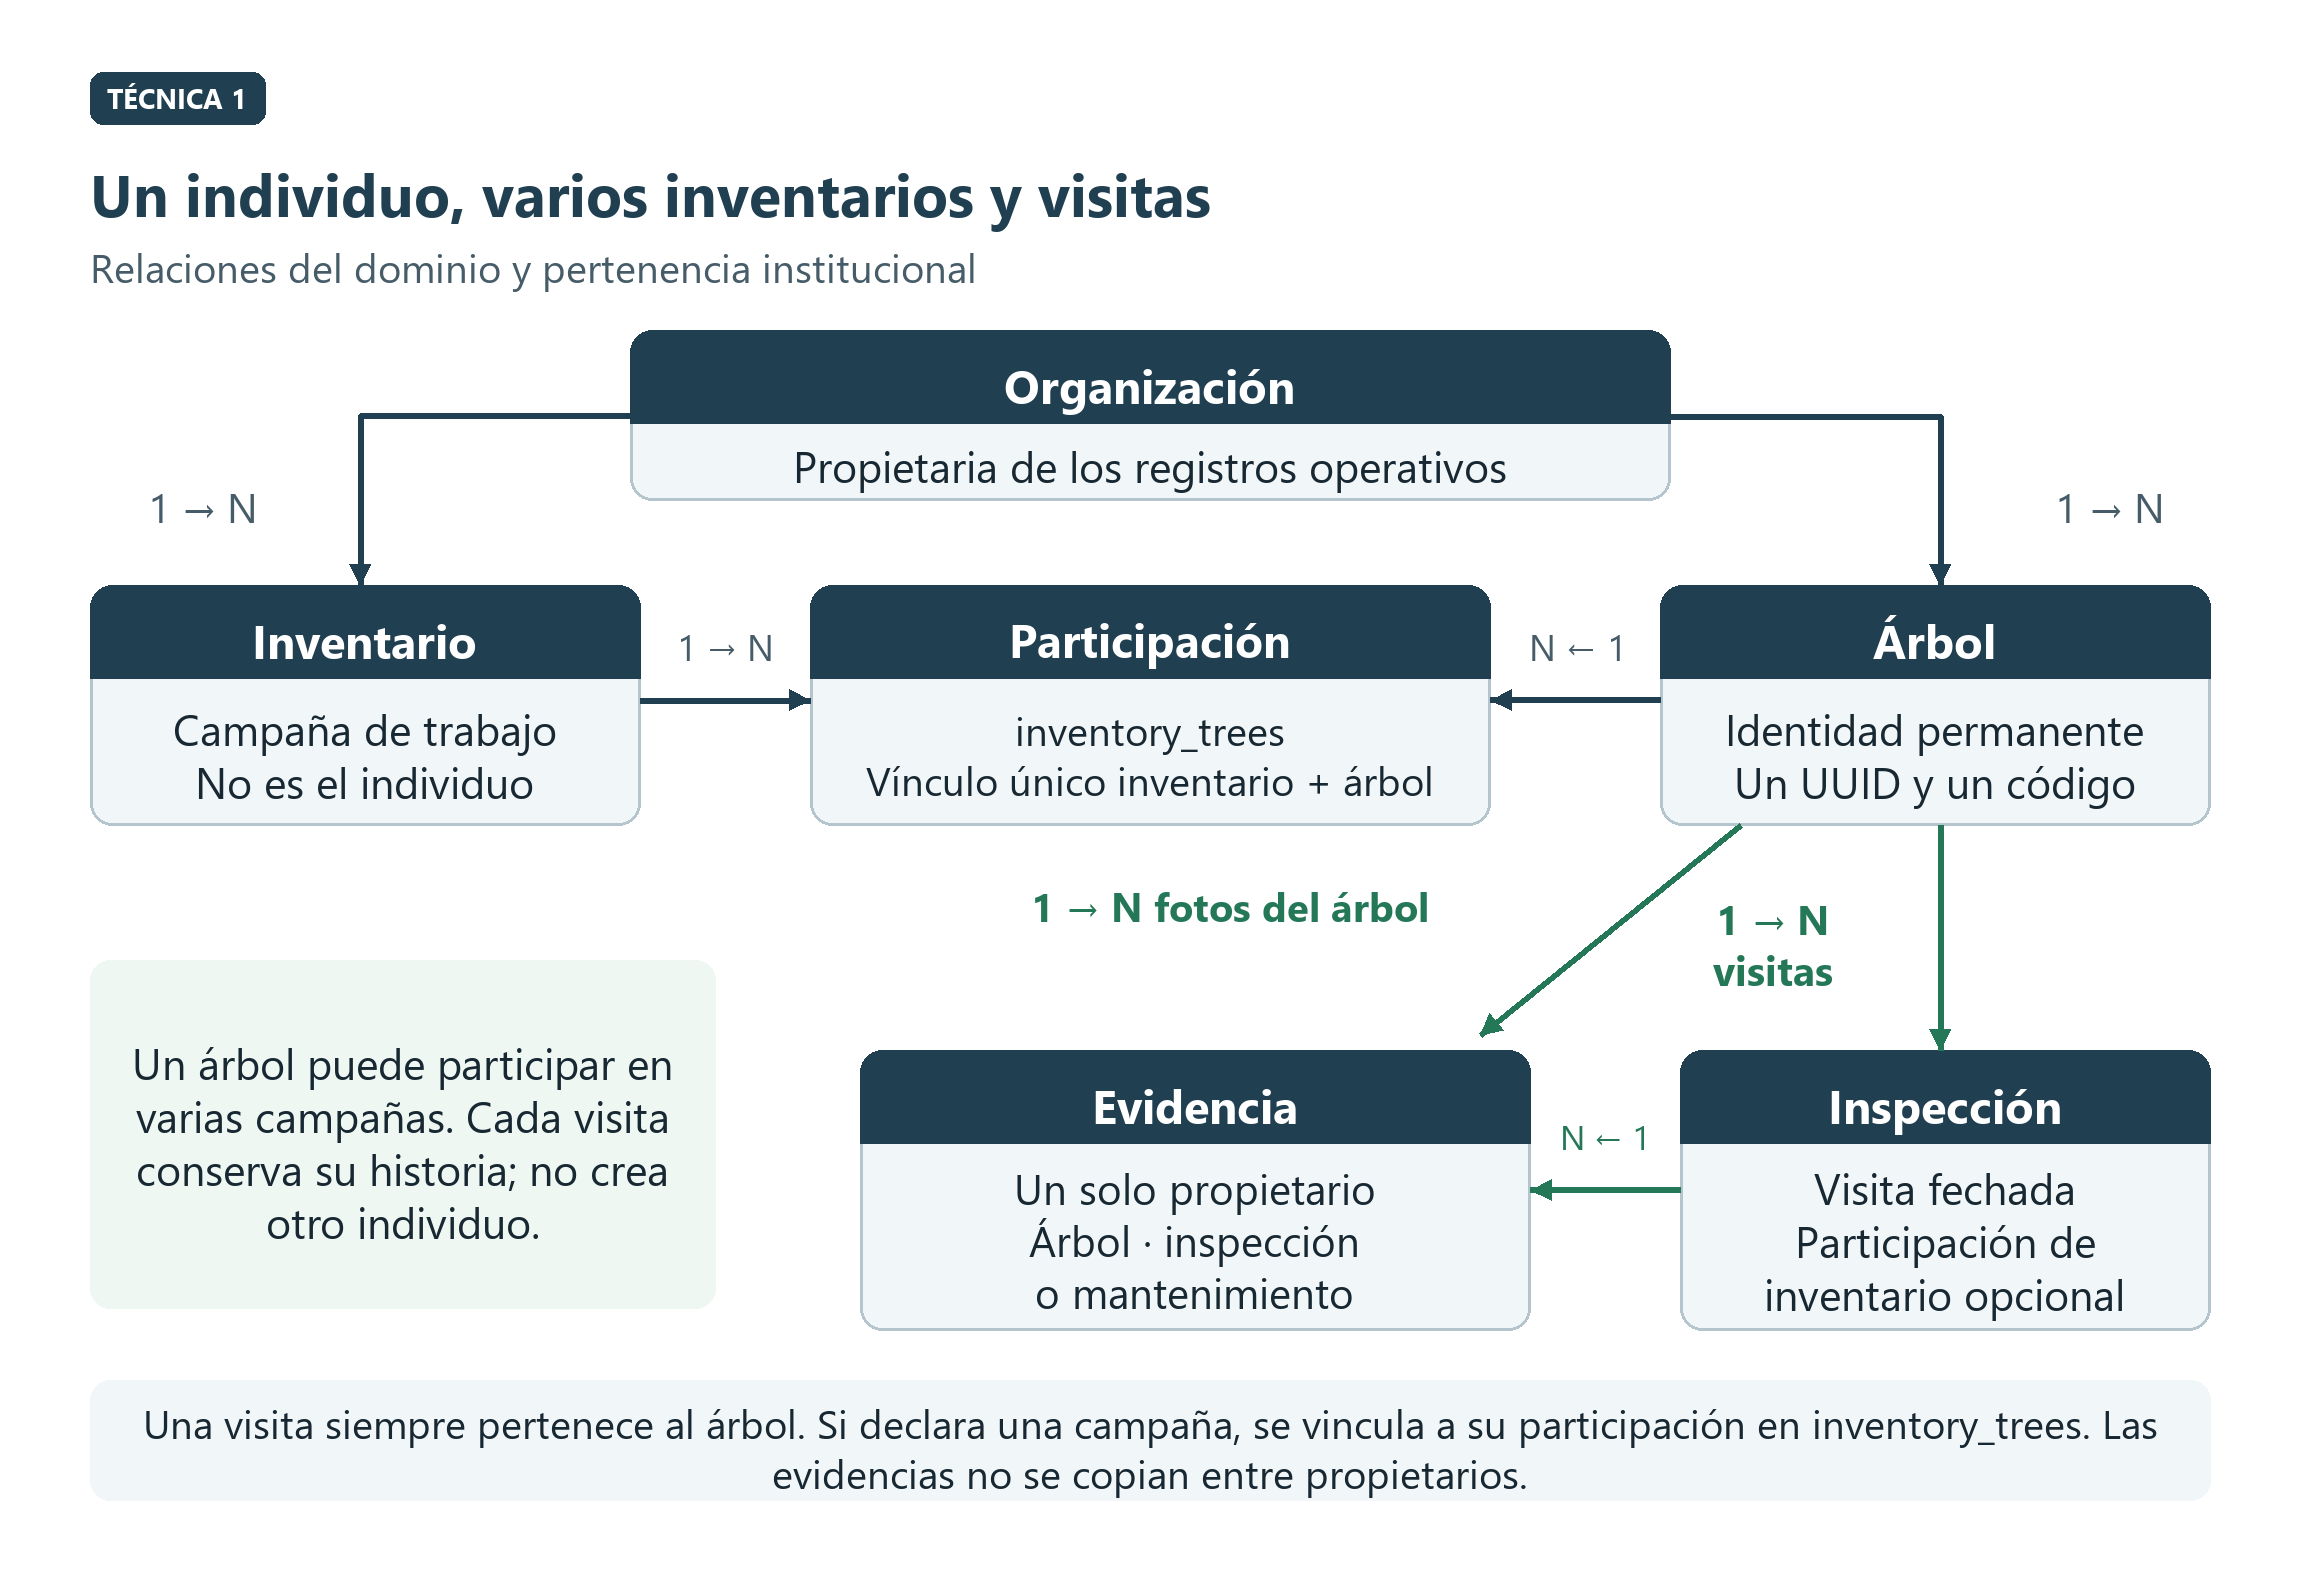 TÉCNICA 1
Un individuo, varios inventarios y visitas
Relaciones del dominio y pertenencia institucional
Organización
Propietaria de los registros operativos
1 → N
1 → N
Inventario
Campaña de trabajo
No es el individuo
1 → N
Participación
inventory_trees
Vínculo único inventario + árbol
N ← 1
Árbol
Identidad permanente
Un UUID y un código
1 → N fotos del árbol
1 → N
visitas
Un árbol puede participar en
varias campañas. Cada visita
conserva su historia; no crea
otro individuo.
Evidencia
Un solo propietario
Árbol · inspección
o mantenimiento
N ← 1
Inspección
Visita fechada
Participación de
inventario opcional
Una visita siempre pertenece al árbol. Si declara una campaña, se vincula a su participación en inventory_trees. Las
evidencias no se copian entre propietarios.